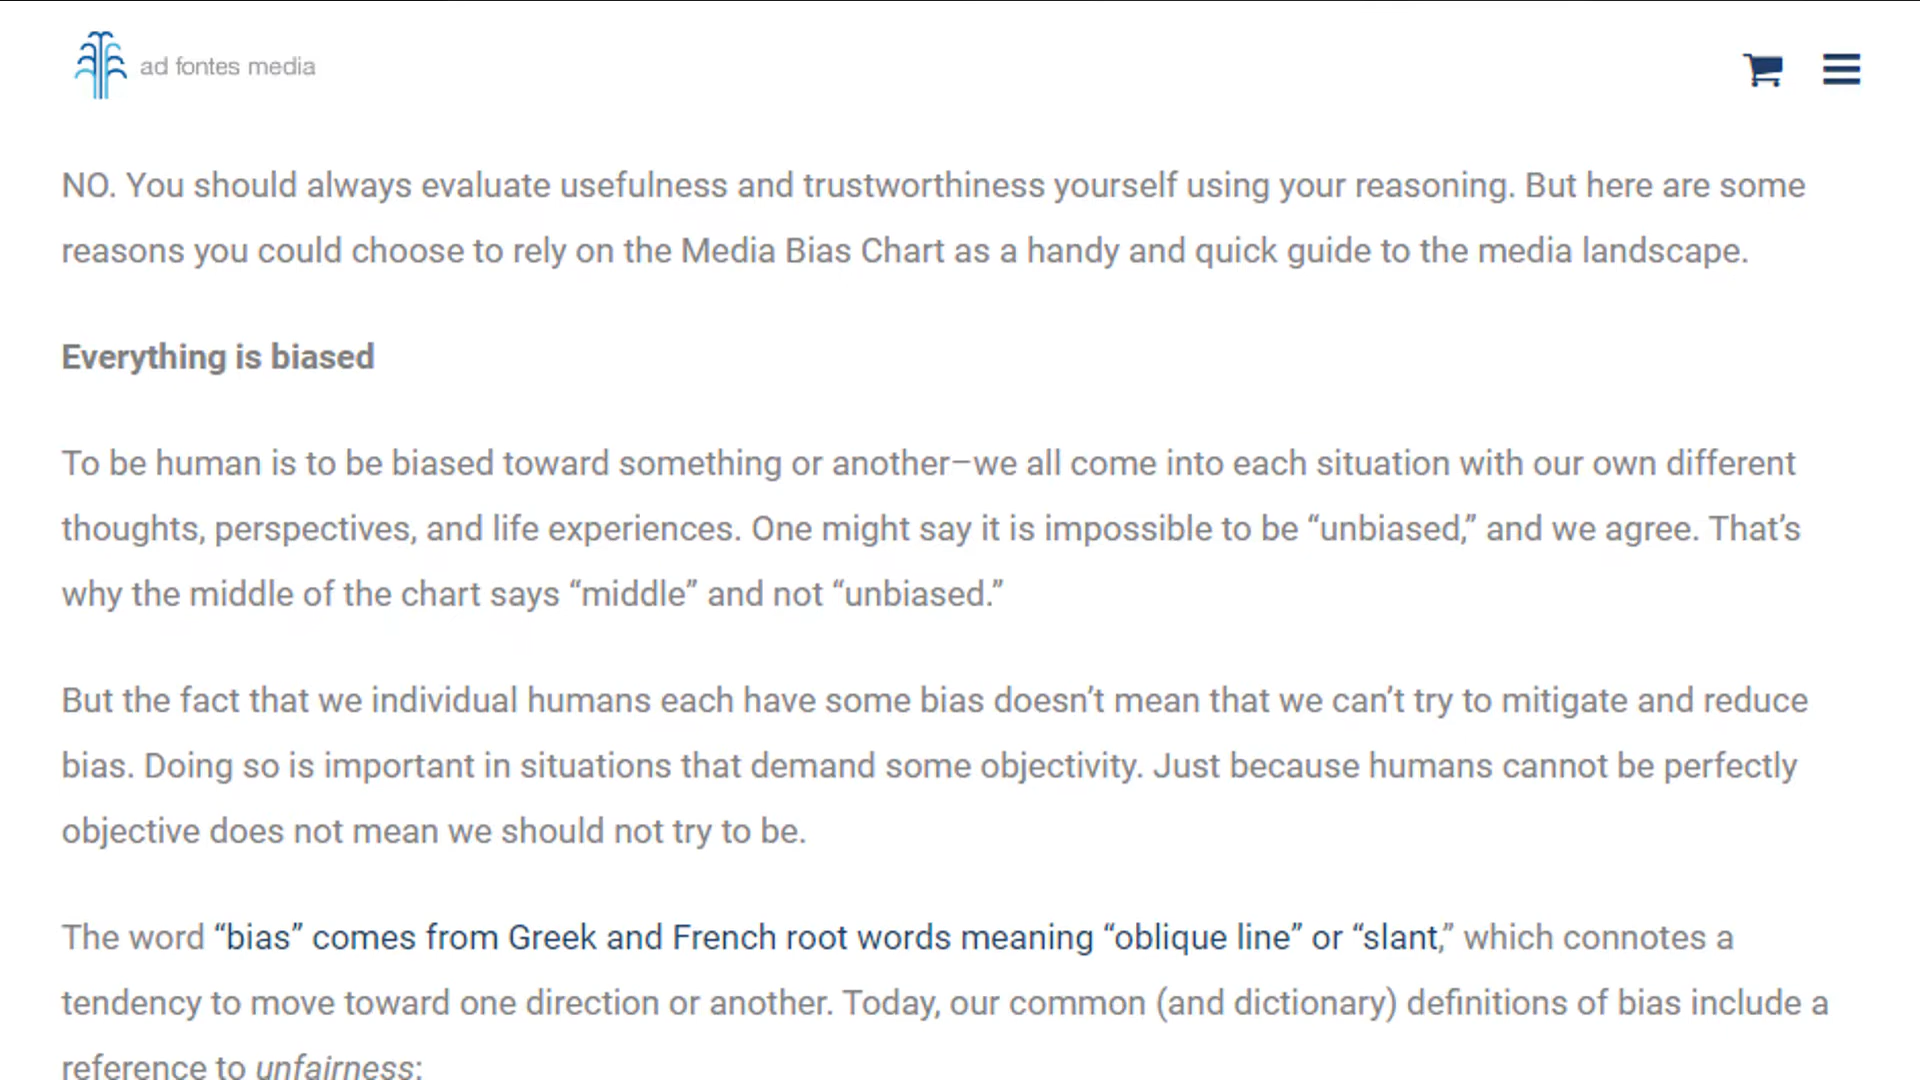 ad fontes media
NO. You should always evaluate usefulness and trustworthiness yourself using your reasoning. But here are some
reasons you could choose to rely on the Media Bias Chart as a handy and quick guide to the media landscape.
Everything is biased
To be human is to be biased toward something or another–we all come into each situation with our own different
thoughts, perspectives, and life experiences. One might say it is impossible to be “unbiased,” and we agree. That’s
why the middle of the chart says “middle” and not “unbiased.”
But the fact that we individual humans each have some bias doesn’t mean that we can’t try to mitigate and reduce
bias. Doing so is important in situations that demand some objectivity. Just because humans cannot be perfectly
objective does not mean we should not try to be.
The word “bias” comes from Greek and French root words meaning “oblique line” or “slant,” which connotes a
tendency to move toward one direction or another. Today, our common (and dictionary) definitions of bias include a
reference to unfairness: